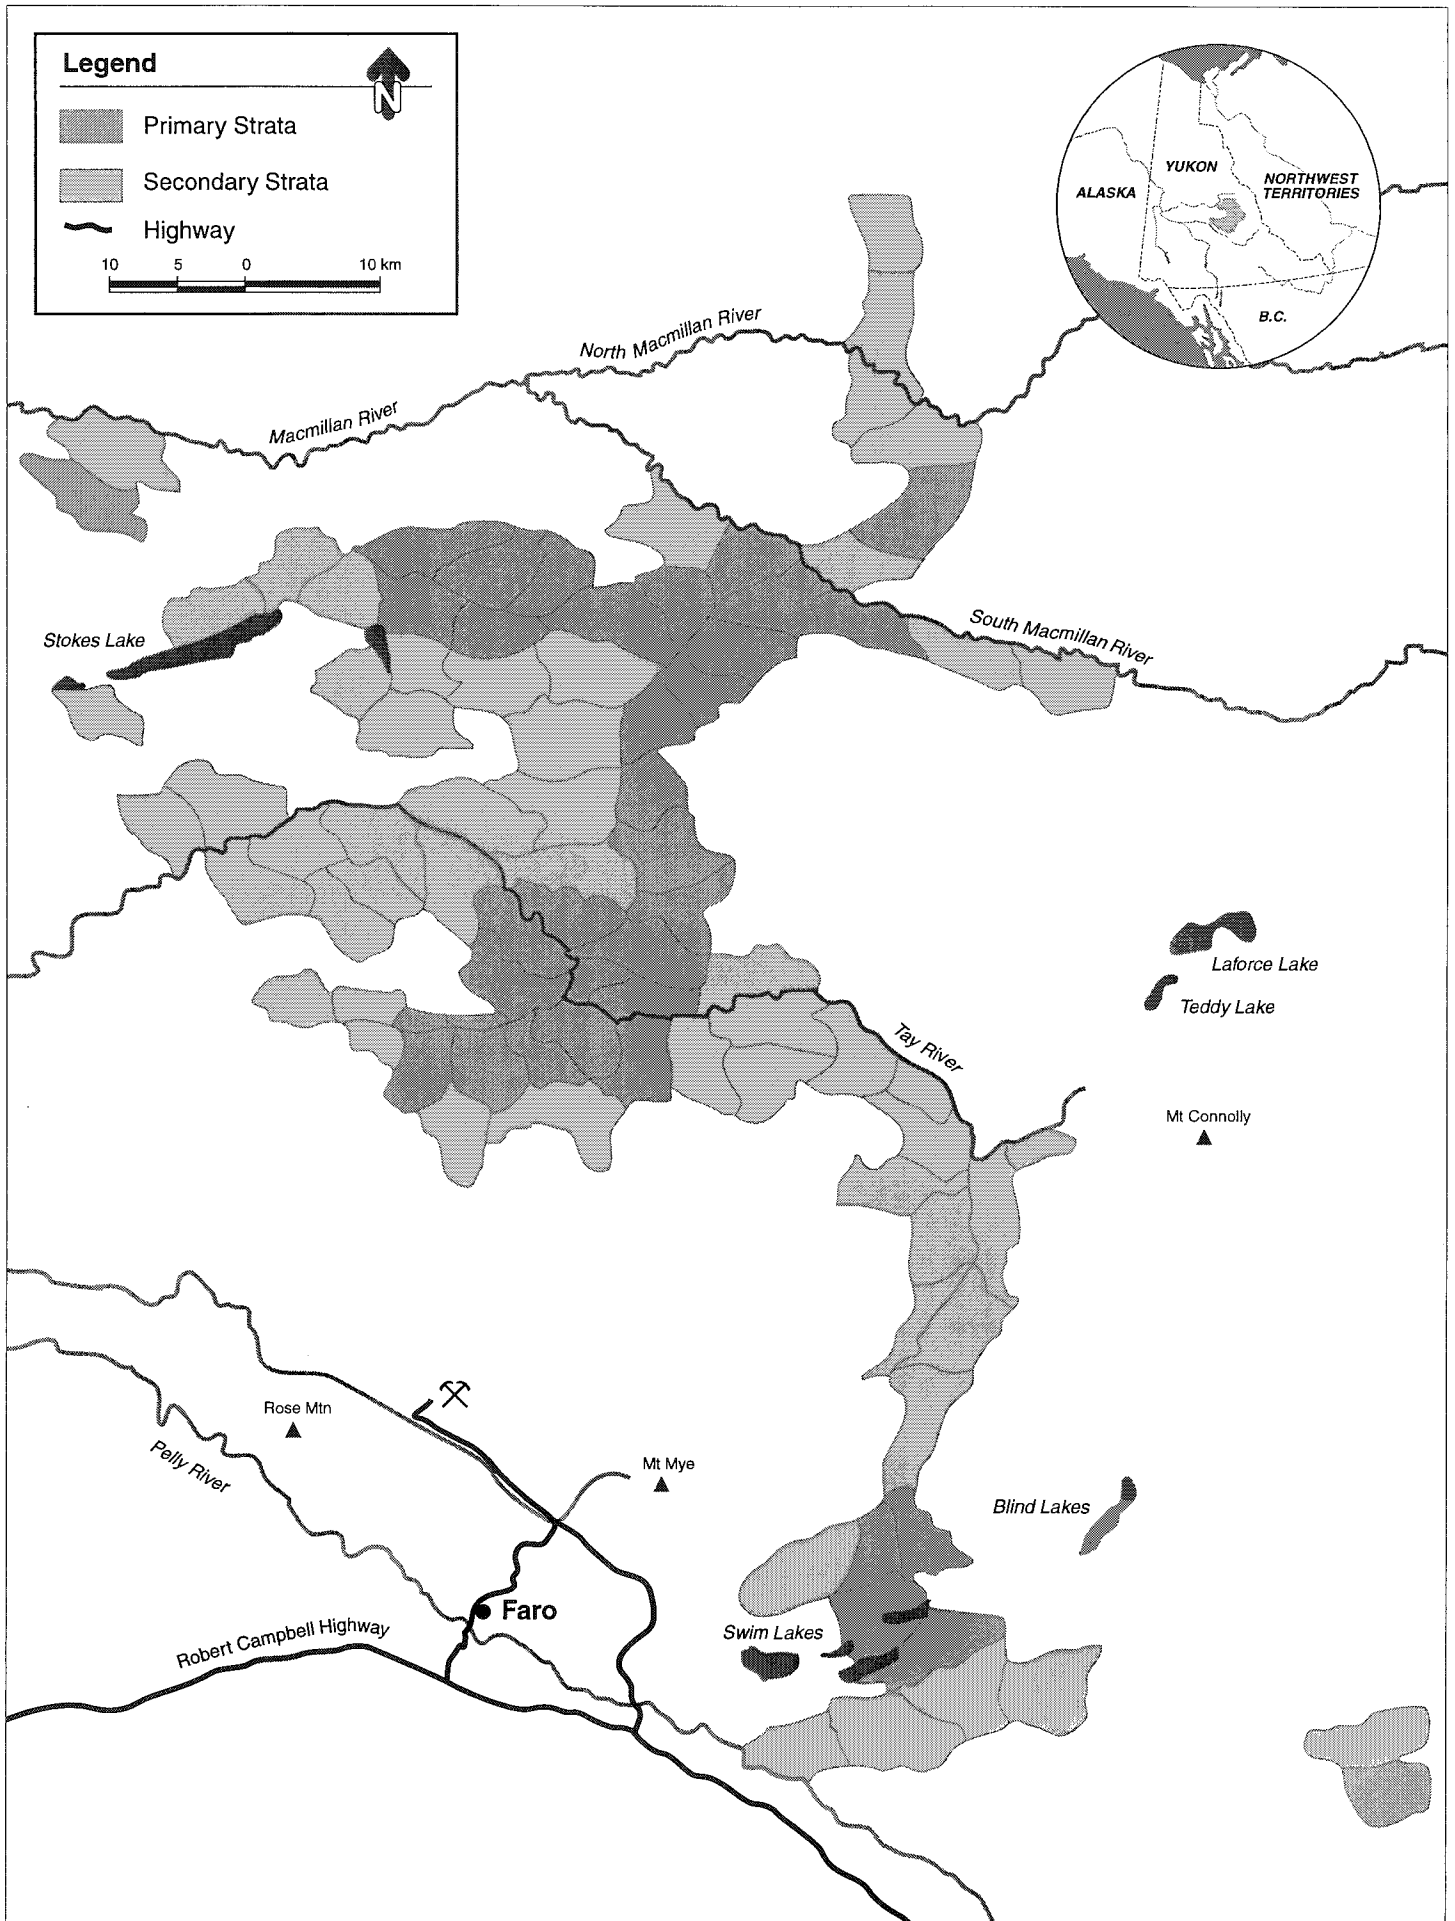 Legend
N
Primary Strata
Secondary Strata
Highway
10 5 0 10 km
YUKON
ALASKA
NORTHWEST
TERRITORIES
B.C.
North Macmillan River
Macmillan River
South Macmillan River
Stokes Lake
Laforce Lake
Teddy Lake
Tay River
Mt Connolly
Rose Mtn
Pelly River
Mt Mye
Blind Lakes
Faro
Swim Lakes
Robert Campbell Highway